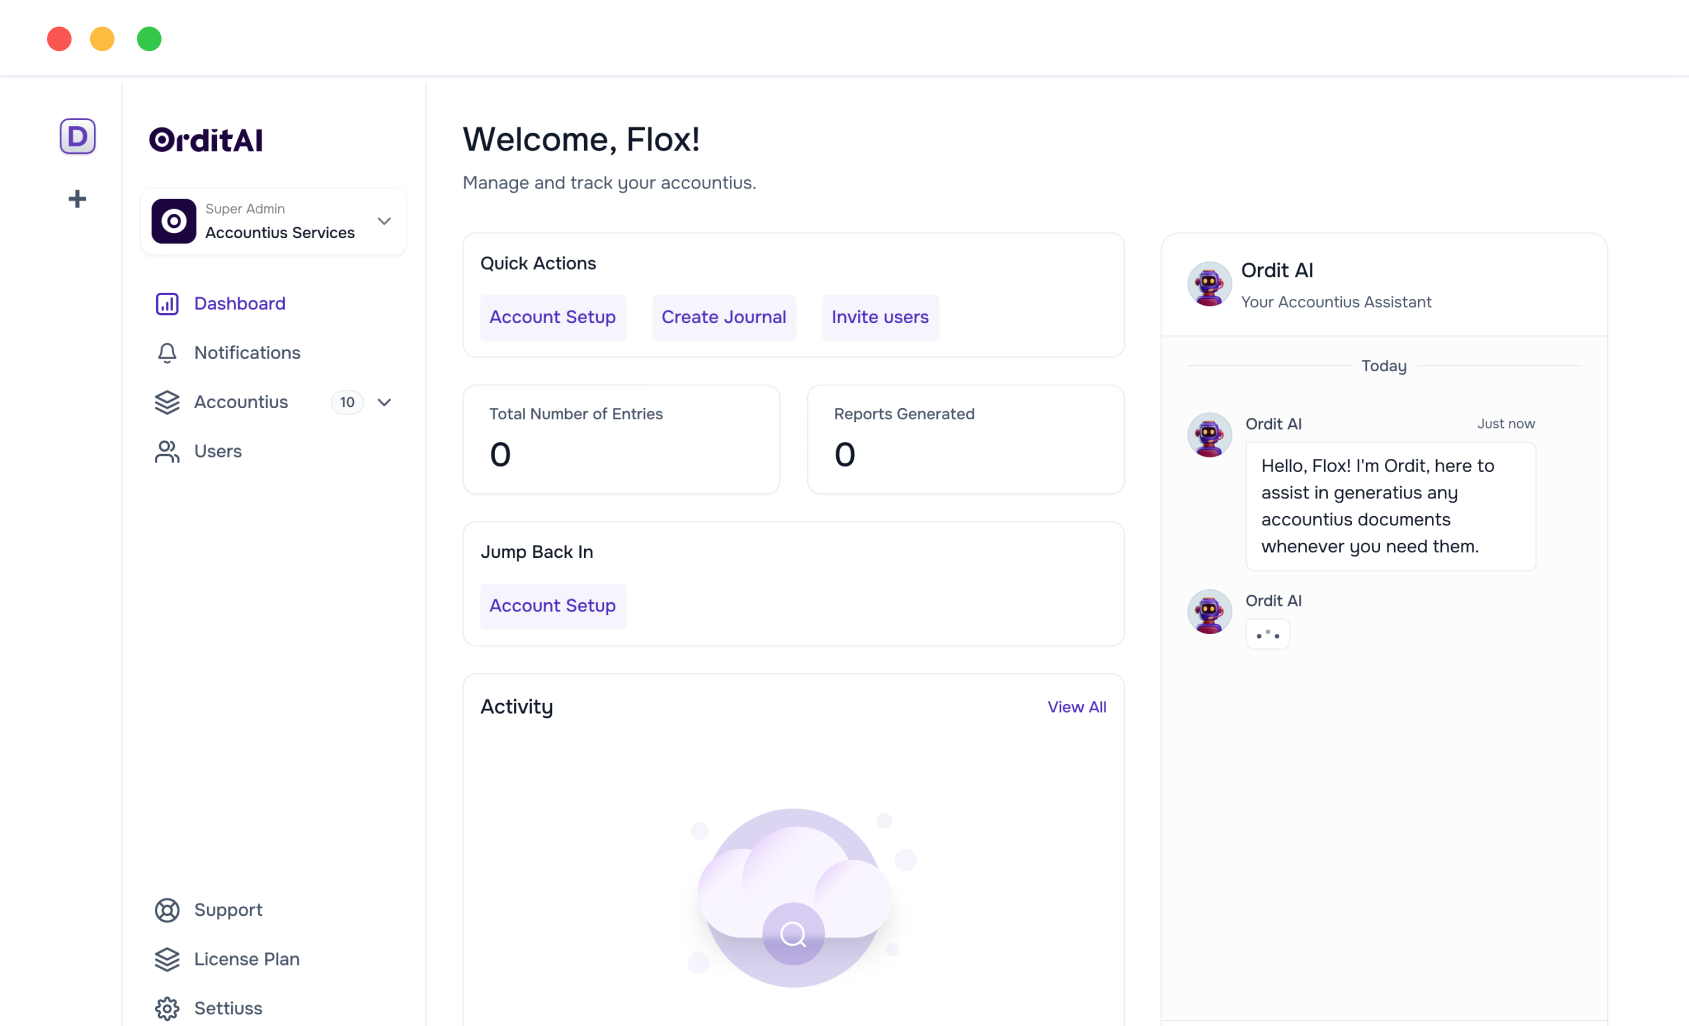 D
OrditAI
Super Admin
Accountius Services
Dashboard
Notifications
Accountius 10
Users
Support
License Plan
Settiuss
Welcome, Flox!
Manage and track your accountius.
Quick Actions
Account Setup Create Journal Invite users
Total Number of Entries
0
Reports Generated
0
Jump Back In
Account Setup
Activity View All
Ordit AI
Your Accountius Assistant
Today
Ordit AI Just now
Hello, Flox! I'm Ordit, here to
assist in generatius any
accountius documents
whenever you need them.
Ordit AI